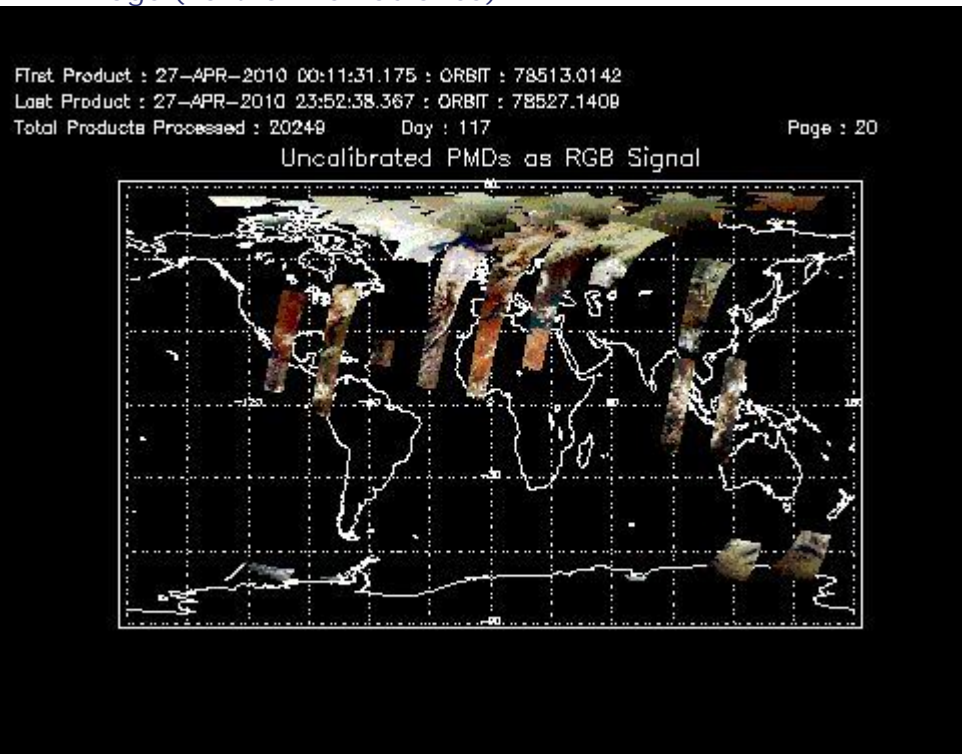 First Product : 27-APR-2010 00:11:31.175 : ORBIT : 78513.0142
Last Product : 27-APR-2010 23:52:38.367 : ORBIT : 78527.1409
Total Products Processed : 20249 Day : 117 Page : 20
Uncalibrated PMDs as RGB Signal